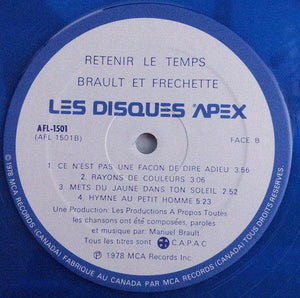 RETENIR LE TEMPS
BRAULT ET FRECHETTE
LES DISQUES APEX
AFL-1501
(AFL 1501B)
FACE B
1. CE N'EST PAS UNE FAÇON DE DIRE ADIEU 3:56
2. RAYONS DE COULEURS 3:06
3. METS DU JAUNE DANS TON SOLEIL 2:52
4. HYMNE AU PETIT HOMME 5:23
Une Production: Les Productions A Propos Toutes
les chansons ont été composées, paroles
et musique par: Manuel Brault
Tous les titres sont C.A.P.A.C
℗ 1978 MCA Records Inc.
© 1978 MCA RECORDS (CANADA) FABRIQUE AU CANADA PAR MCA RECORDS (CANADA) TOUS DROITS RESERVES.